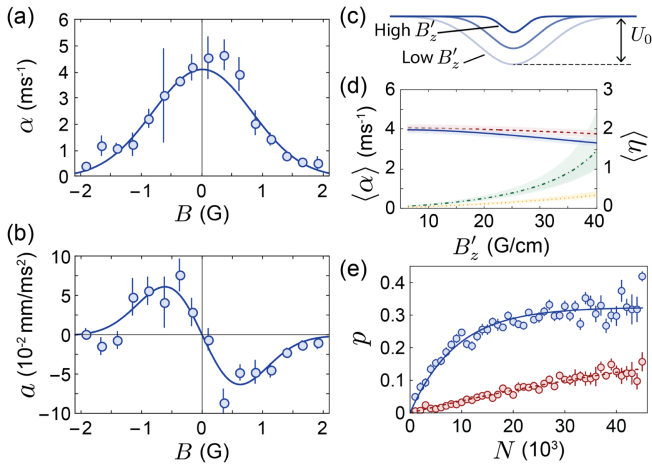 (a)
α (ms⁻¹)
6
5
4
3
2
1
0
-2
-1
0
1
2
B (G)
(b)
a (10⁻² mm/ms²)
10
5
0
-5
-10
-2
-1
0
1
2
B (G)
(c)
High B′z
Low B′z
U₀
(d)
⟨α⟩ (ms⁻¹)
6
4
2
0
3
2
1
0
⟨η⟩
10
20
30
40
B′z (G/cm)
(e)
p
0.4
0.3
0.2
0.1
0
0
10
20
30
40
N (10³)